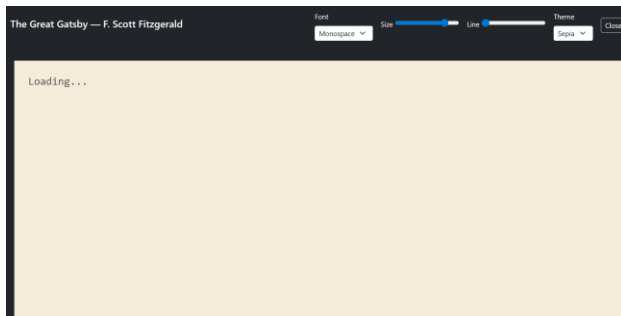 The Great Gatsby — F. Scott Fitzgerald
Font
Monospace
Size
Line
Theme
Sepia
Close
Loading...